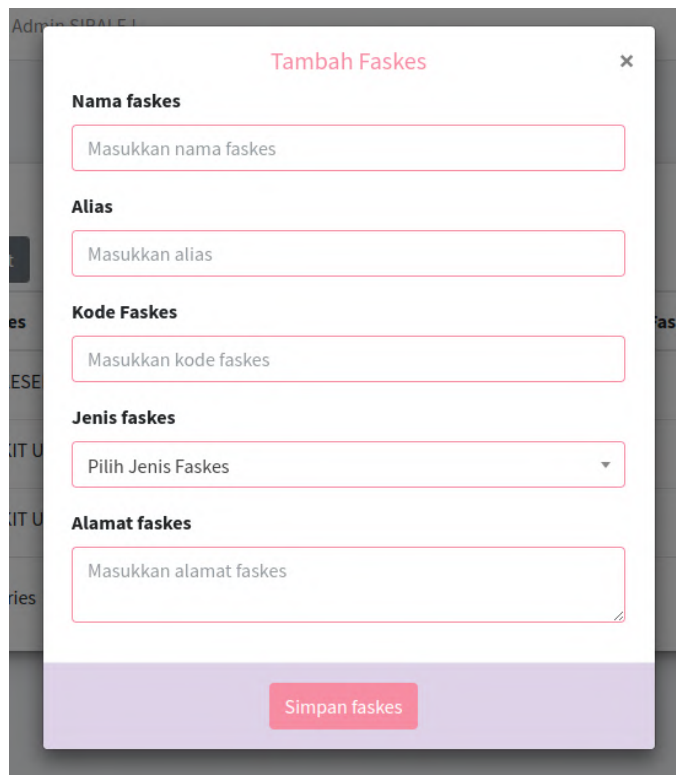 Admin
Tambah Faskes ×
Nama faskes
Masukkan nama faskes
Alias
Masukkan alias
Kode Faskes
Masukkan kode faskes
Jenis faskes
Pilih Jenis Faskes
Alamat faskes
Masukkan alamat faskes
Simpan faskes